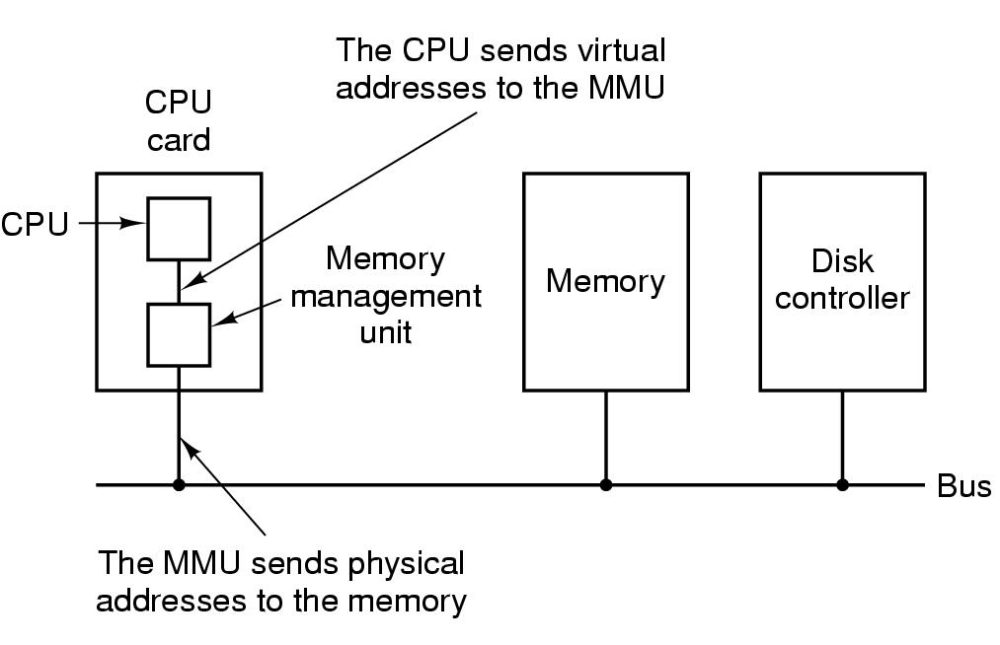 The CPU sends virtual
addresses to the MMU
CPU
card
CPU
Memory
management
unit
Memory
Disk
controller
Bus
The MMU sends physical
addresses to the memory